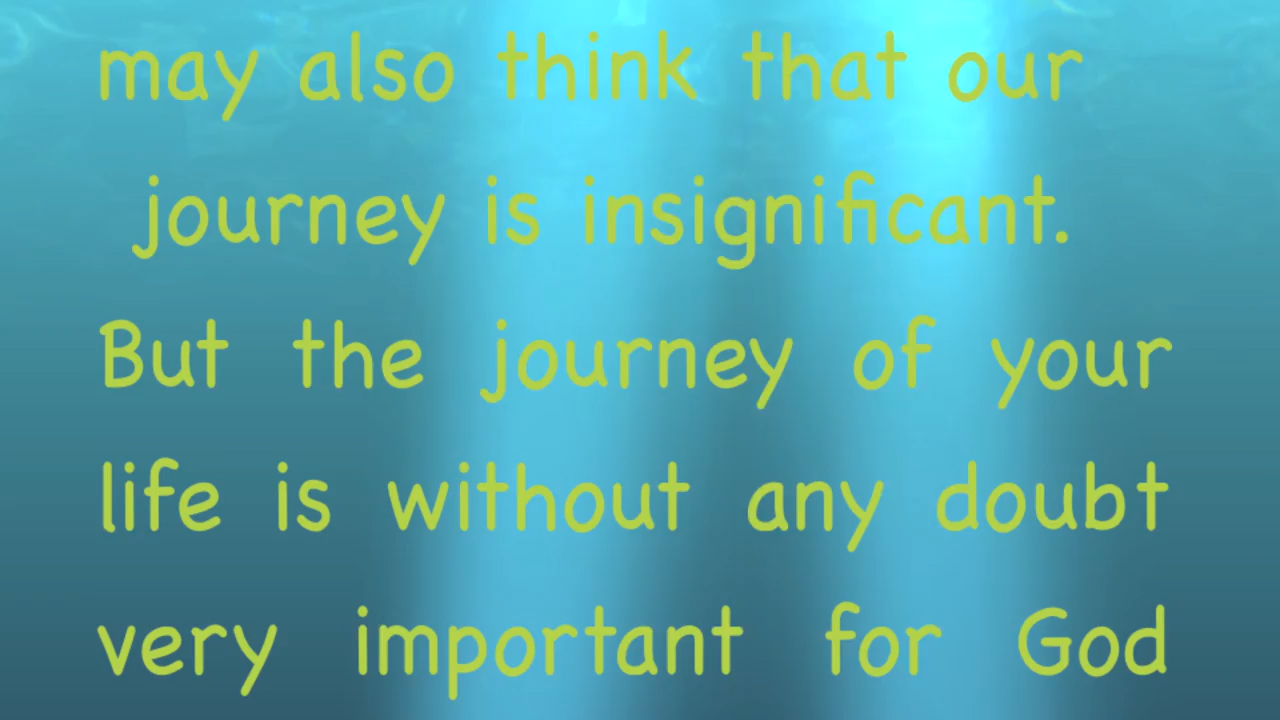 may also think that our
journey is insignificant.
But the journey of your
life is without any doubt
very important for God